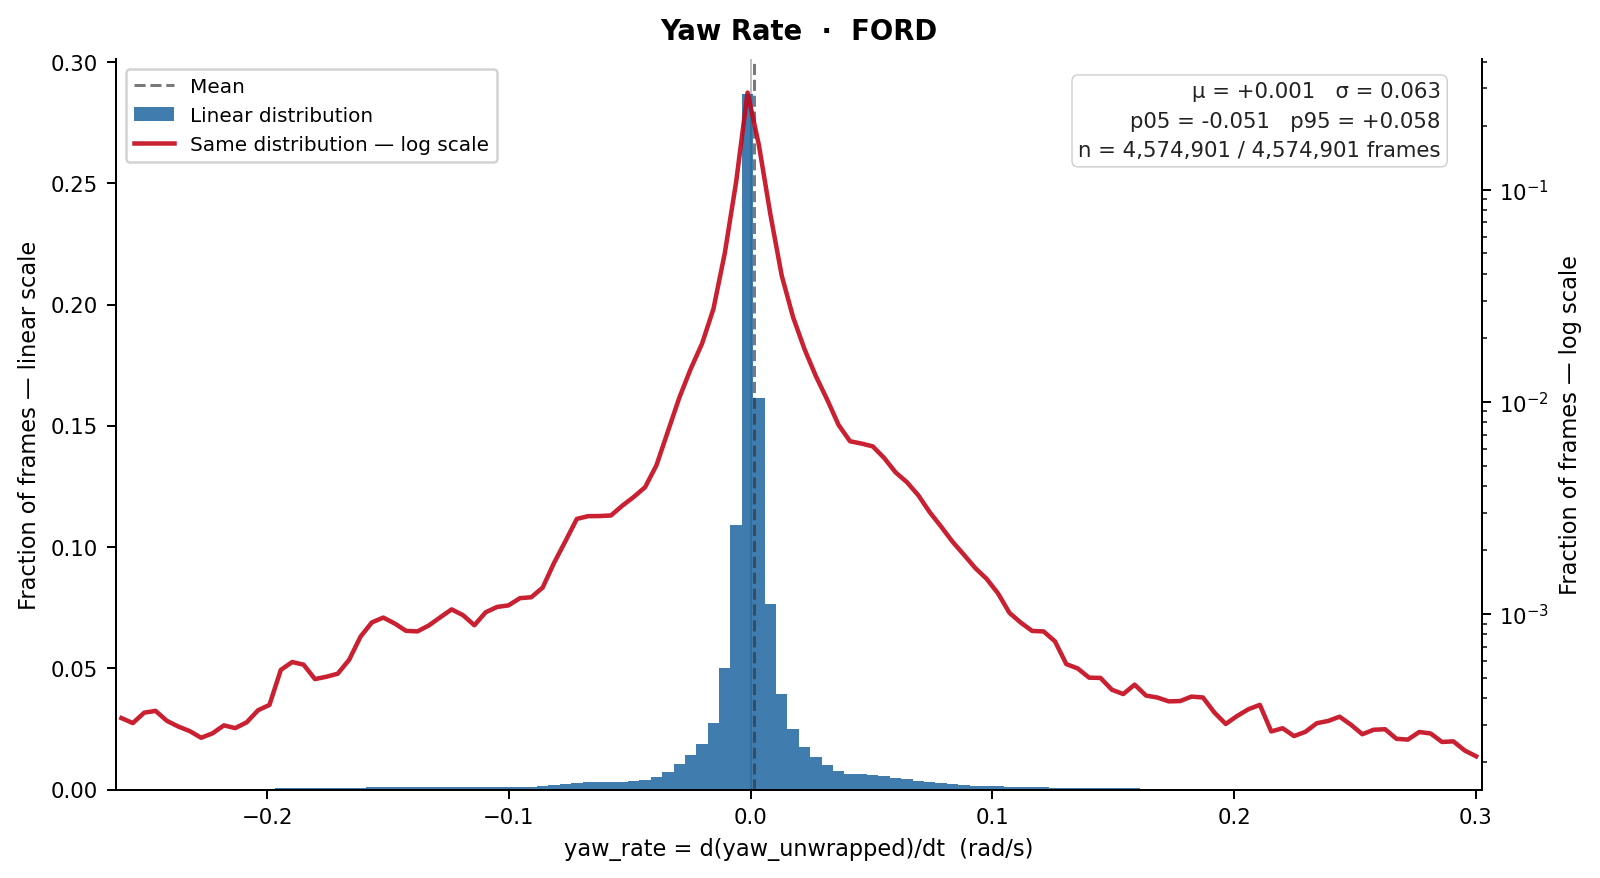 Yaw Rate · FORD
Mean
Linear distribution
Same distribution — log scale
μ = +0.001 σ = 0.063
p05 = -0.051 p95 = +0.058
n = 4,574,901 / 4,574,901 frames
Fraction of frames — linear scale
0.30
0.25
0.20
0.15
0.10
0.05
0.00
10⁻¹
10⁻²
10⁻³
Fraction of frames — log scale
−0.2 −0.1 0.0 0.1 0.2 0.3
yaw_rate = d(yaw_unwrapped)/dt (rad/s)